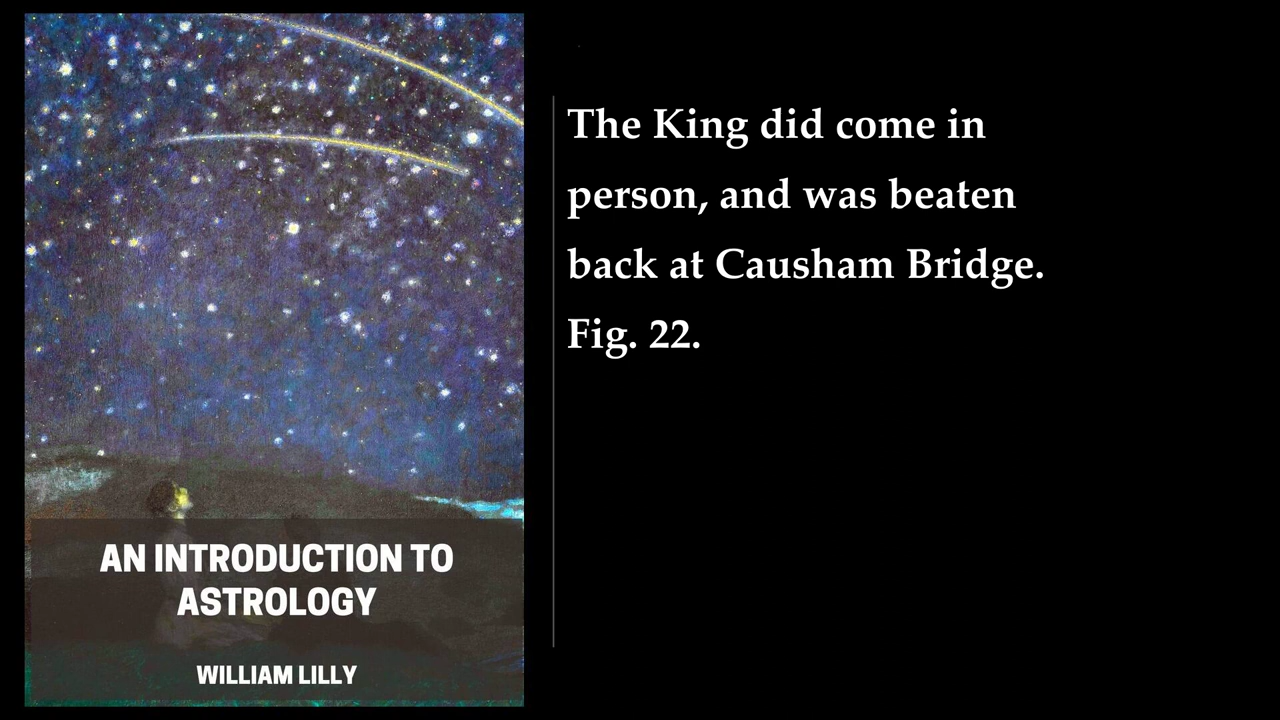 AN INTRODUCTION TO
ASTROLOGY
WILLIAM LILLY
The King did come in
person, and was beaten
back at Causham Bridge.
Fig. 22.